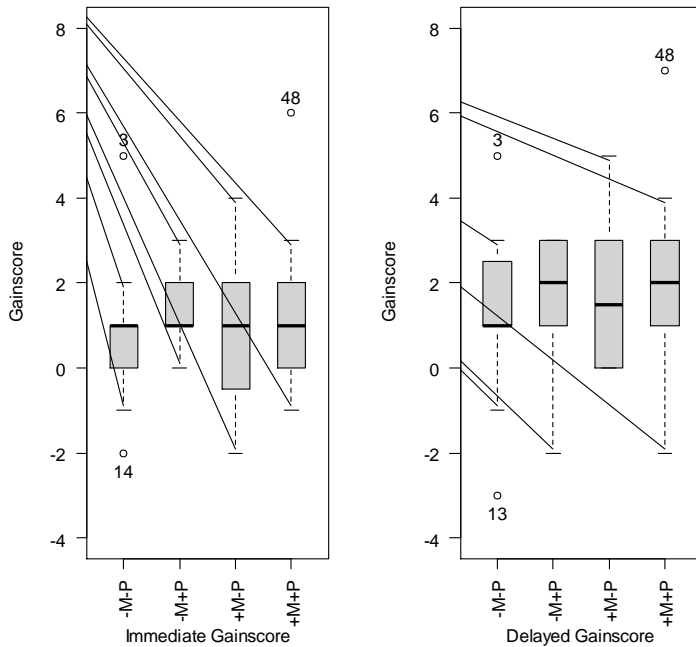 8
6
4
2
0
-2
-4
Gainscore
3
14
48
-M-P
-M+P
+M-P
+M+P
Immediate Gainscore
8
6
4
2
0
-2
-4
Gainscore
3
13
48
-M-P
-M+P
+M-P
+M+P
Delayed Gainscore